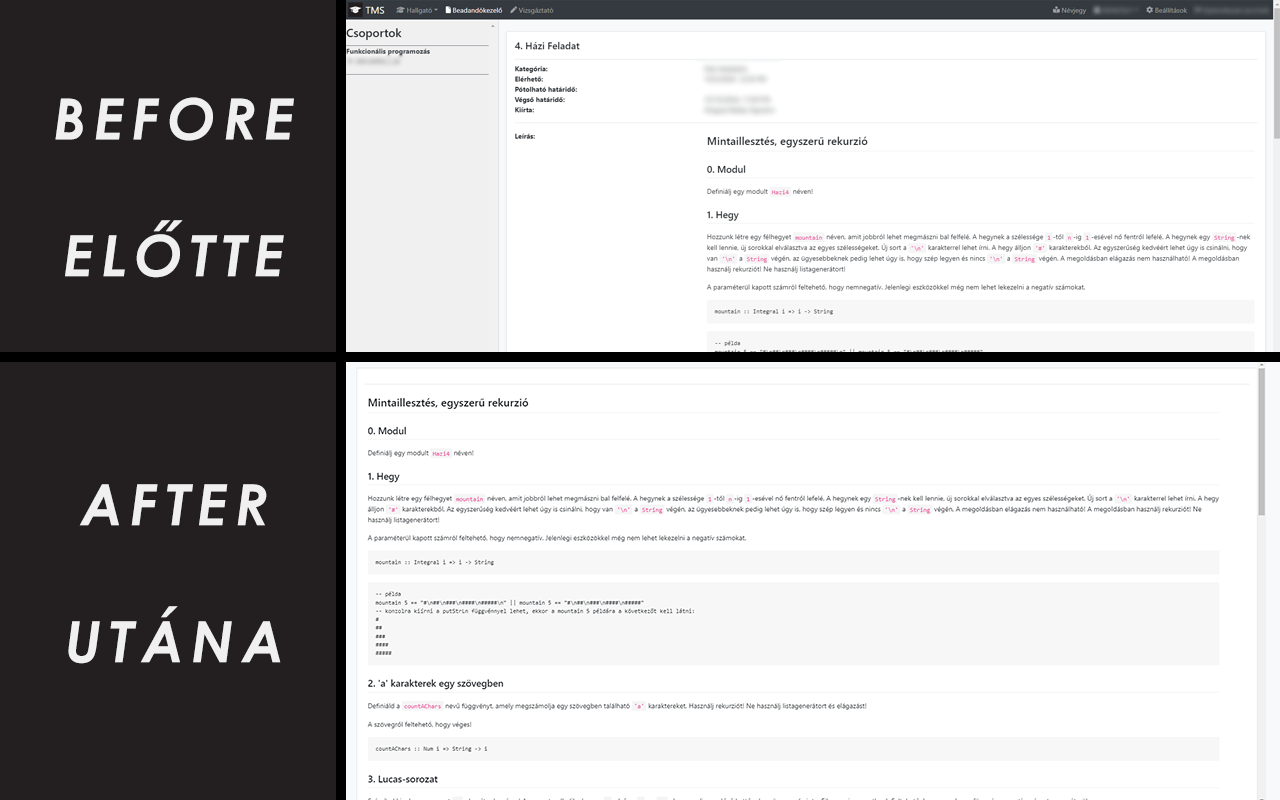 BEFORE
ELŐTTE
TMS Hallgató Beadandókezelő Vizsgáztató Névjegy Beállítások
Csoportok
Funkcionális programozás
4. Házi Feladat
Kategória:
Elérhető:
Pótolható határidő:
Végső határidő:
Kiírta:
Leírás:
Mintaillesztés, egyszerű rekurzió
0. Modul
Definiálj egy modult Hazi4 néven!
1. Hegy
Hozzunk létre egy félhegyet mountain néven, amit jobbról lehet megmászni bal felfelé. A hegynek a szélessége 1-től n-ig 1-esével nő fentről lefelé. A hegynek egy String-nek
kell lennie, új sorokkal elválasztva az egyes szélességeket. Új sort a '\n' karakterrel lehet írni. A hegy álljon '#' karakterekből. Az egyszerűség kedvéért lehet úgy is csinálni, hogy
van '\n' a String végén, az ügyesebbeknek pedig lehet úgy is, hogy szép legyen és nincs '\n' a String végén. A megoldásban elágazás nem használható! A megoldásban
használj rekurziót! Ne használj listagenerátort!
A paraméterül kapott számról feltehető, hogy nemnegatív. Jelenlegi eszközökkel még nem lehet lekezelni a negatív számokat.
mountain :: Integral i => i -> String
-- példa
AFTER
UTÁNA
Mintaillesztés, egyszerű rekurzió
0. Modul
Definiálj egy modult Hazi4 néven!
1. Hegy
Hozzunk létre egy félhegyet mountain néven, amit jobbról lehet megmászni bal felfelé. A hegynek a szélessége 1-től n-ig 1-esével nő fentről lefelé. A hegynek egy String-nek kell lennie, új sorokkal elválasztva az egyes szélességeket. Új sort a '\n' karakterrel lehet írni. A hegy
álljon '#' karakterekből. Az egyszerűség kedvéért lehet úgy is csinálni, hogy van '\n' a String végén, az ügyesebbeknek pedig lehet úgy is, hogy szép legyen és nincs '\n' a String végén. A megoldásban elágazás nem használható! A megoldásban használj rekurziót! Ne
használj listagenerátort!
A paraméterül kapott számról feltehető, hogy nemnegatív. Jelenlegi eszközökkel még nem lehet lekezelni a negatív számokat.
mountain :: Integral i => i -> String
-- példa
mountain 5 == "#\n##\n###\n####\n#####\n" || mountain 5 == "#\n##\n###\n####\n#####"
-- konzolra kiírni a putStrLn függvénnyel lehet, ekkor a mountain 5 példára a következőt kell látni:
#
##
###
####
#####
2. 'a' karakterek egy szövegben
Definiáld a countAChars nevű függvényt, amely megszámolja egy szövegben található 'a' karaktereket. Használj rekurziót! Ne használj listagenerátort és elágazást!
A szövegről feltehető, hogy véges!
countAChars :: Num i => String -> i
3. Lucas-sorozat